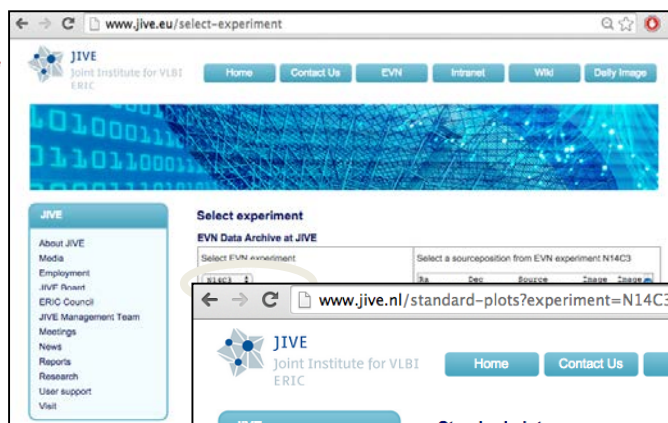 www.jive.eu/select-experiment
JIVE
Joint Institute for VLBI
ERIC
Home Contact Us EVN Intranet Wiki Daily Image
JIVE
About JIVE
Media
Employment
JIVE Board
ERIC Council
JIVE Management Team
Meetings
News
Reports
Research
User support
Visit
Select experiment
EVN Data Archive at JIVE
Select EVN experiment
N14C3
Select a sourceposition from EVN experiment N14C3
Ra Dec Source Image Image
www.jive.nl/standard-plots?experiment=N14C3
JIVE
Joint Institute for VLBI
ERIC
Home Contact Us